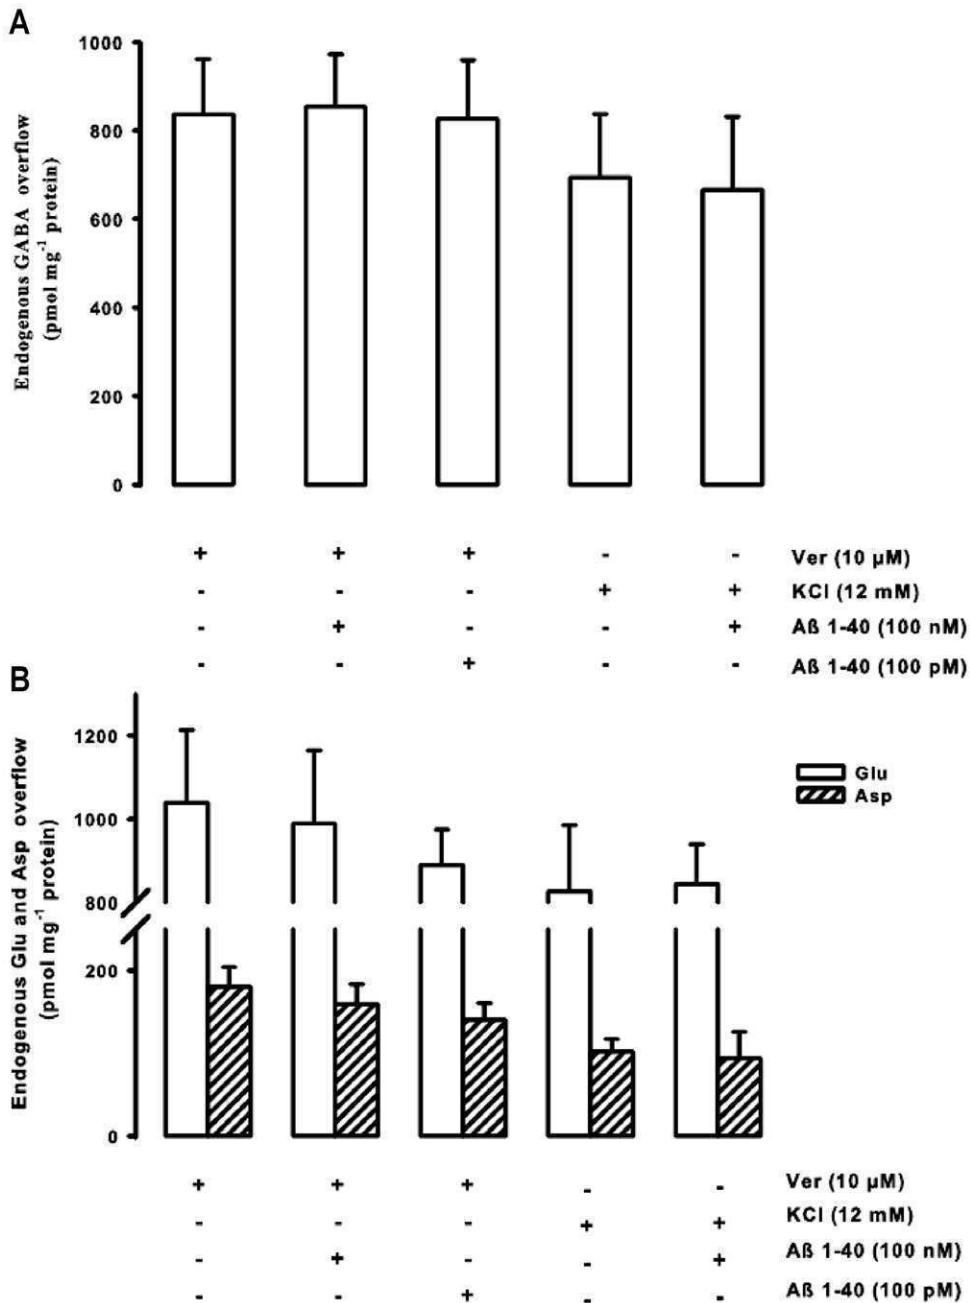 A
1000
800
600
400
200
0
Endogenous GABA overflow
(pmol mg⁻¹ protein)
+ + + - - Ver (10 µM)
- - - + + KCl (12 mM)
- + - - + Aß 1-40 (100 nM)
- - + - - Aß 1-40 (100 pM)
B
1200
1000
800
200
0
Endogenous Glu and Asp overflow
(pmol mg⁻¹ protein)
Glu
Asp
+ + + - - Ver (10 µM)
- - - + + KCl (12 mM)
- + - - + Aß 1-40 (100 nM)
- - + - - Aß 1-40 (100 pM)